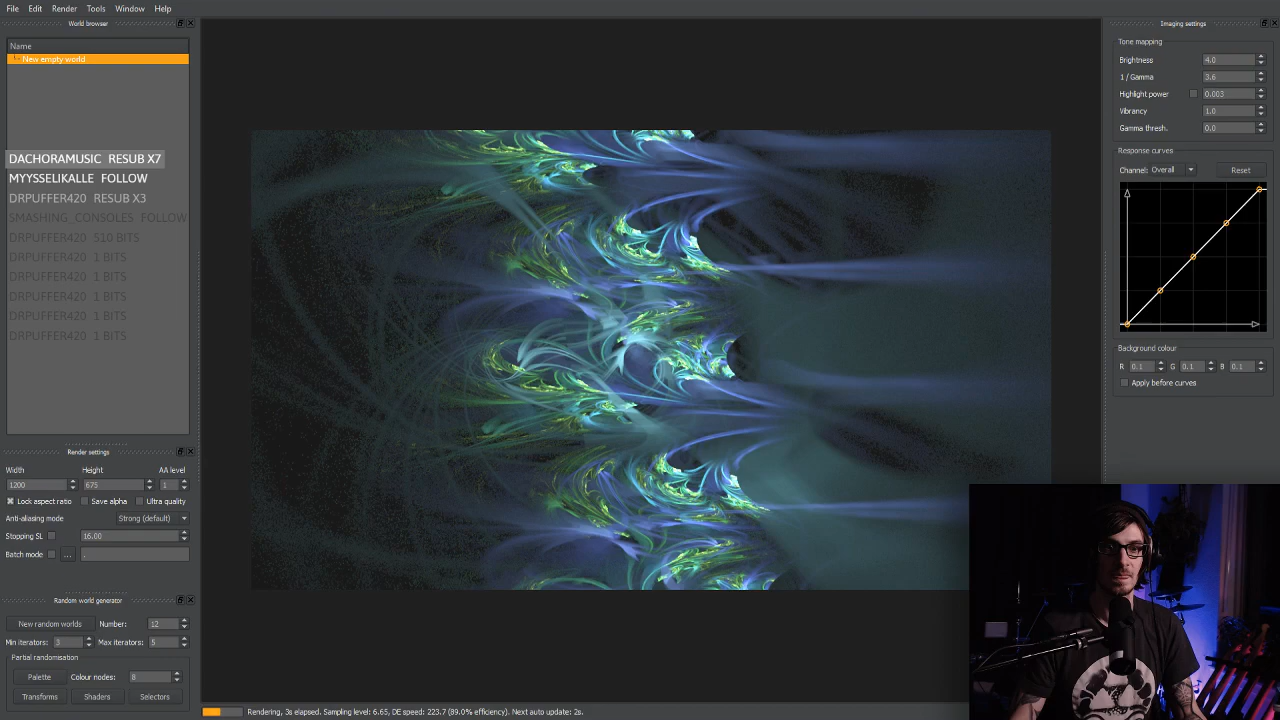 File Edit Render Tools Window Help
World browser
Name
New empty world
DACHORAMUSIC RESUB X7
MYYSSELIKALLE FOLLOW
DRPUFFER420 RESUB X3
SMASHING_CONSOLES FOLLOW
DRPUFFER420 510 BITS
DRPUFFER420 1 BITS
DRPUFFER420 1 BITS
DRPUFFER420 1 BITS
DRPUFFER420 1 BITS
DRPUFFER420 1 BITS
Render settings
Width Height AA level
1200 675 1
Lock aspect ratio Save alpha Ultra quality
Anti-aliasing mode Strong (default)
Stopping SL 16.00
Batch mode ... .
Random world generator
New random worlds Number: 12
Min iterators: 3 Max iterators: 5
Partial randomisation
Palette Colour nodes: 8
Transforms Shaders Selectors
Rendering, 3s elapsed. Sampling level: 6.65, DE speed: 223.7 (89.0% efficiency). Next auto update: 2s.
Imaging settings
Tone mapping
Brightness 4.0
1 / Gamma 3.6
Highlight power 0.003
Vibrancy 1.0
Gamma thresh. 0.0
Response curves
Channel: Overall Reset
Background colour
R 0.1 G 0.1 B 0.1
Apply before curves